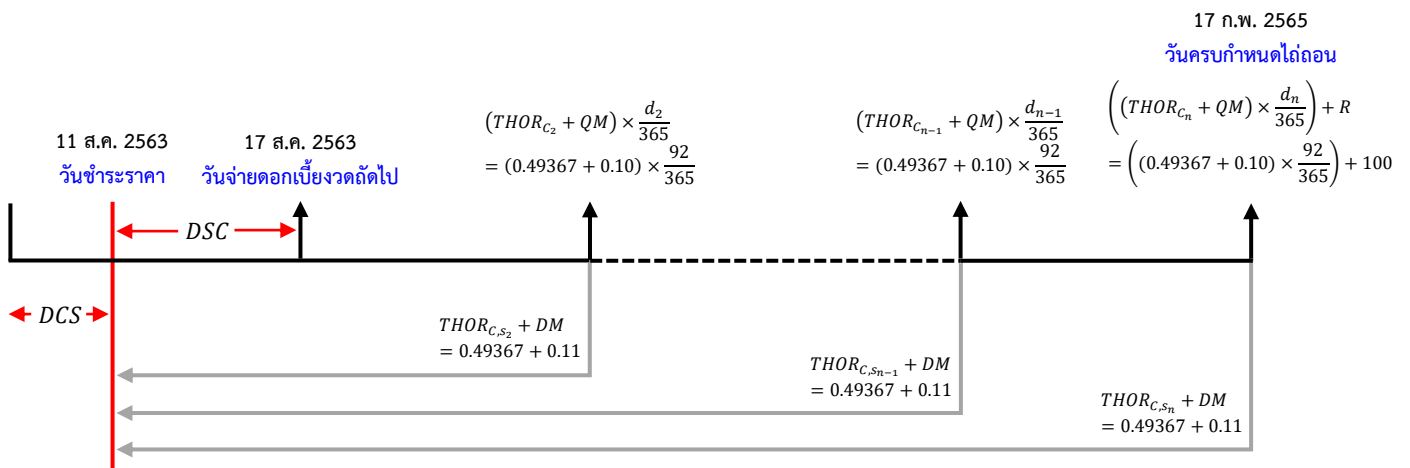 17 ก.พ. 2565
วันครบกำหนดไถ่ถอน
11 ส.ค. 2563
วันชำระราคา
17 ส.ค. 2563
วันจ่ายดอกเบี้ยงวดถัดไป
(THOR_{C_2} + QM) × \frac{d_2}{365}
= (0.49367 + 0.10) × \frac{92}{365}
(THOR_{C_{n-1}} + QM) × \frac{d_{n-1}}{365}
= (0.49367 + 0.10) × \frac{92}{365}
((THOR_{C_n} + QM) × \frac{d_n}{365}) + R
= ((0.49367 + 0.10) × \frac{92}{365}) + 100
DSC
DCS
THOR_{C,s_2} + DM
= 0.49367 + 0.11
THOR_{C,s_{n-1}} + DM
= 0.49367 + 0.11
THOR_{C,s_n} + DM
= 0.49367 + 0.11